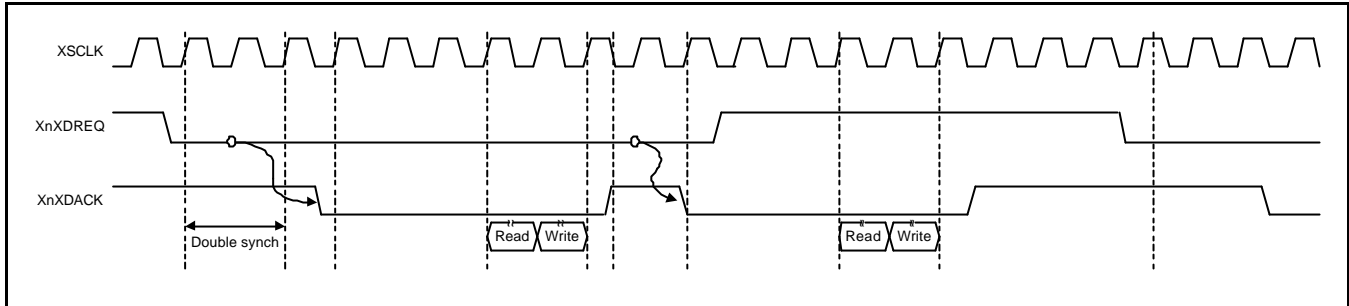 XSCLK
XnXDREQ
XnXDACK
Double synch
Read Write
Read Write